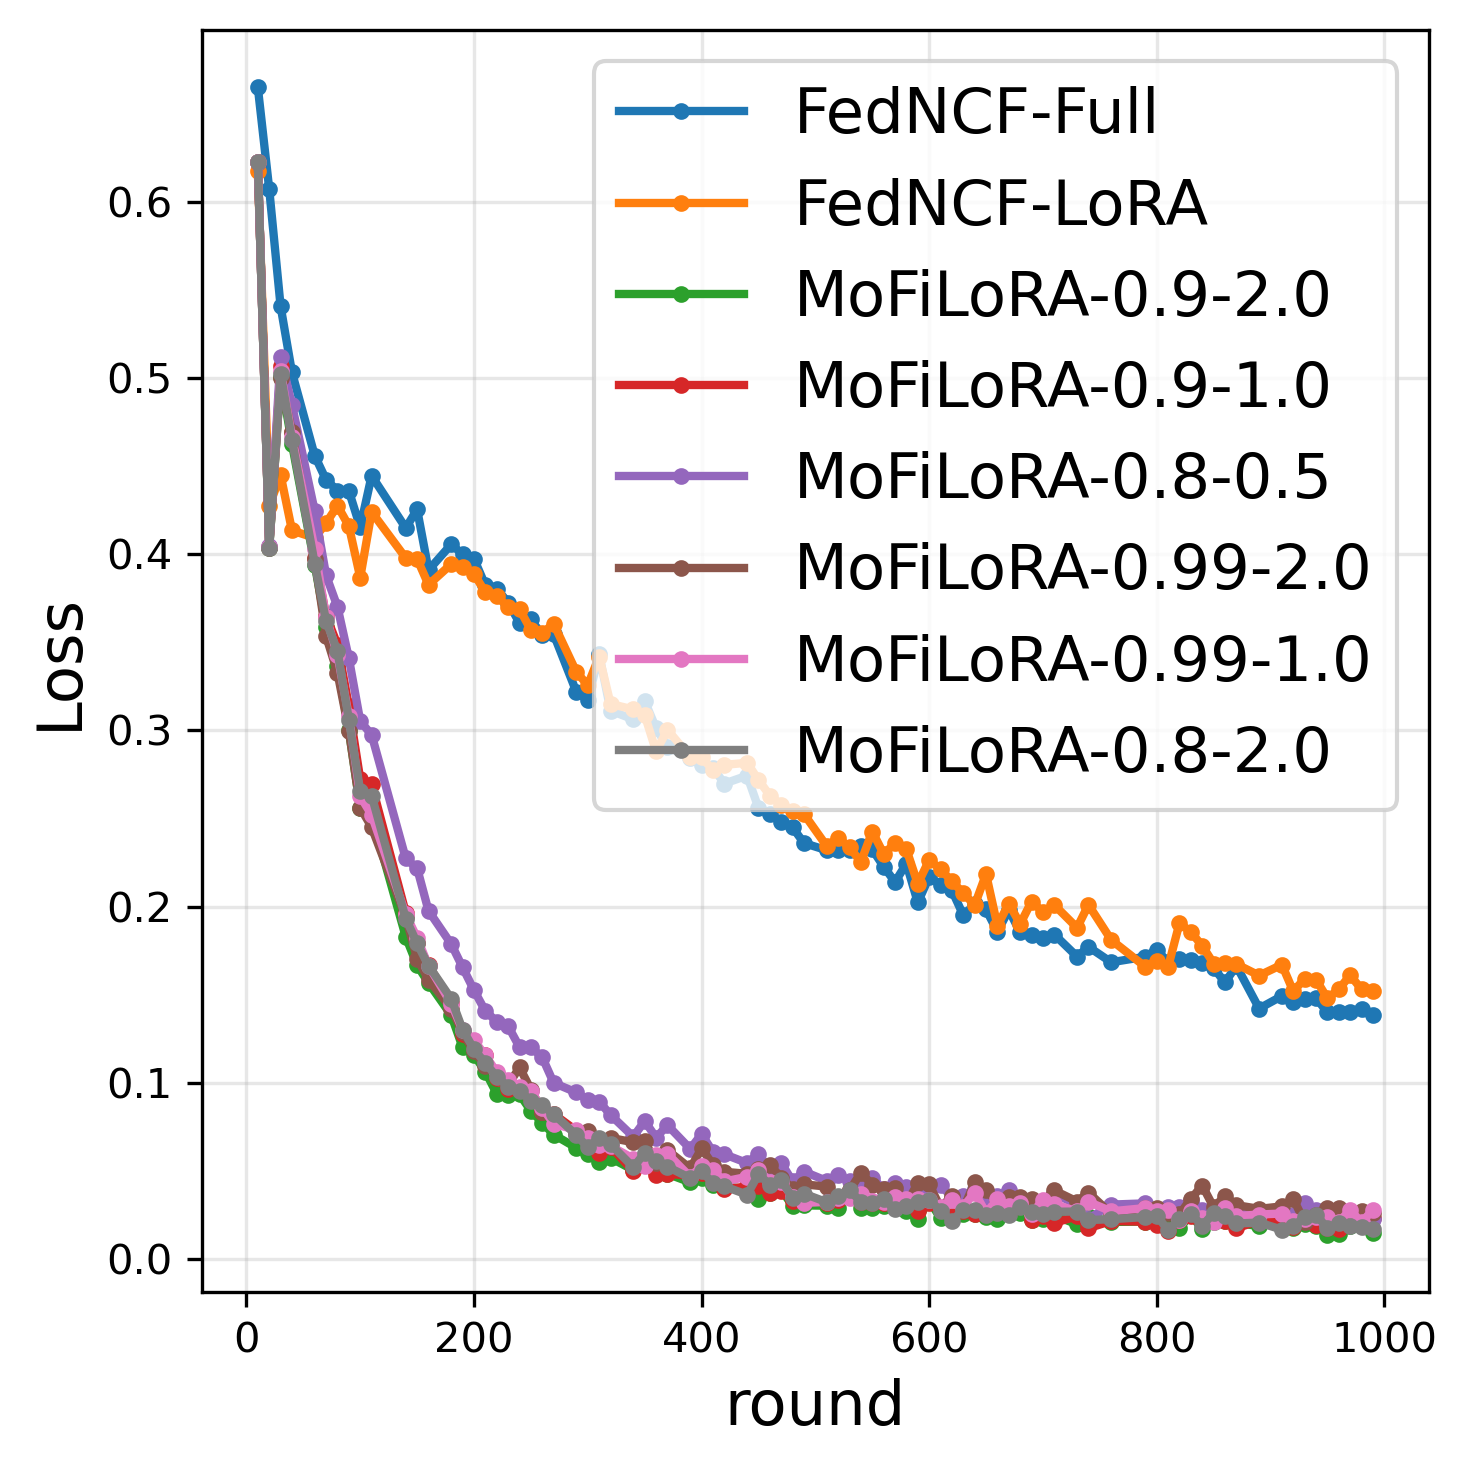 FedNCF-Full
FedNCF-LoRA
MoFiLoRA-0.9-2.0
MoFiLoRA-0.9-1.0
MoFiLoRA-0.8-0.5
MoFiLoRA-0.99-2.0
MoFiLoRA-0.99-1.0
MoFiLoRA-0.8-2.0
Loss
0.6
0.5
0.4
0.3
0.2
0.1
0.0
0 200 400 600 800 1000
round